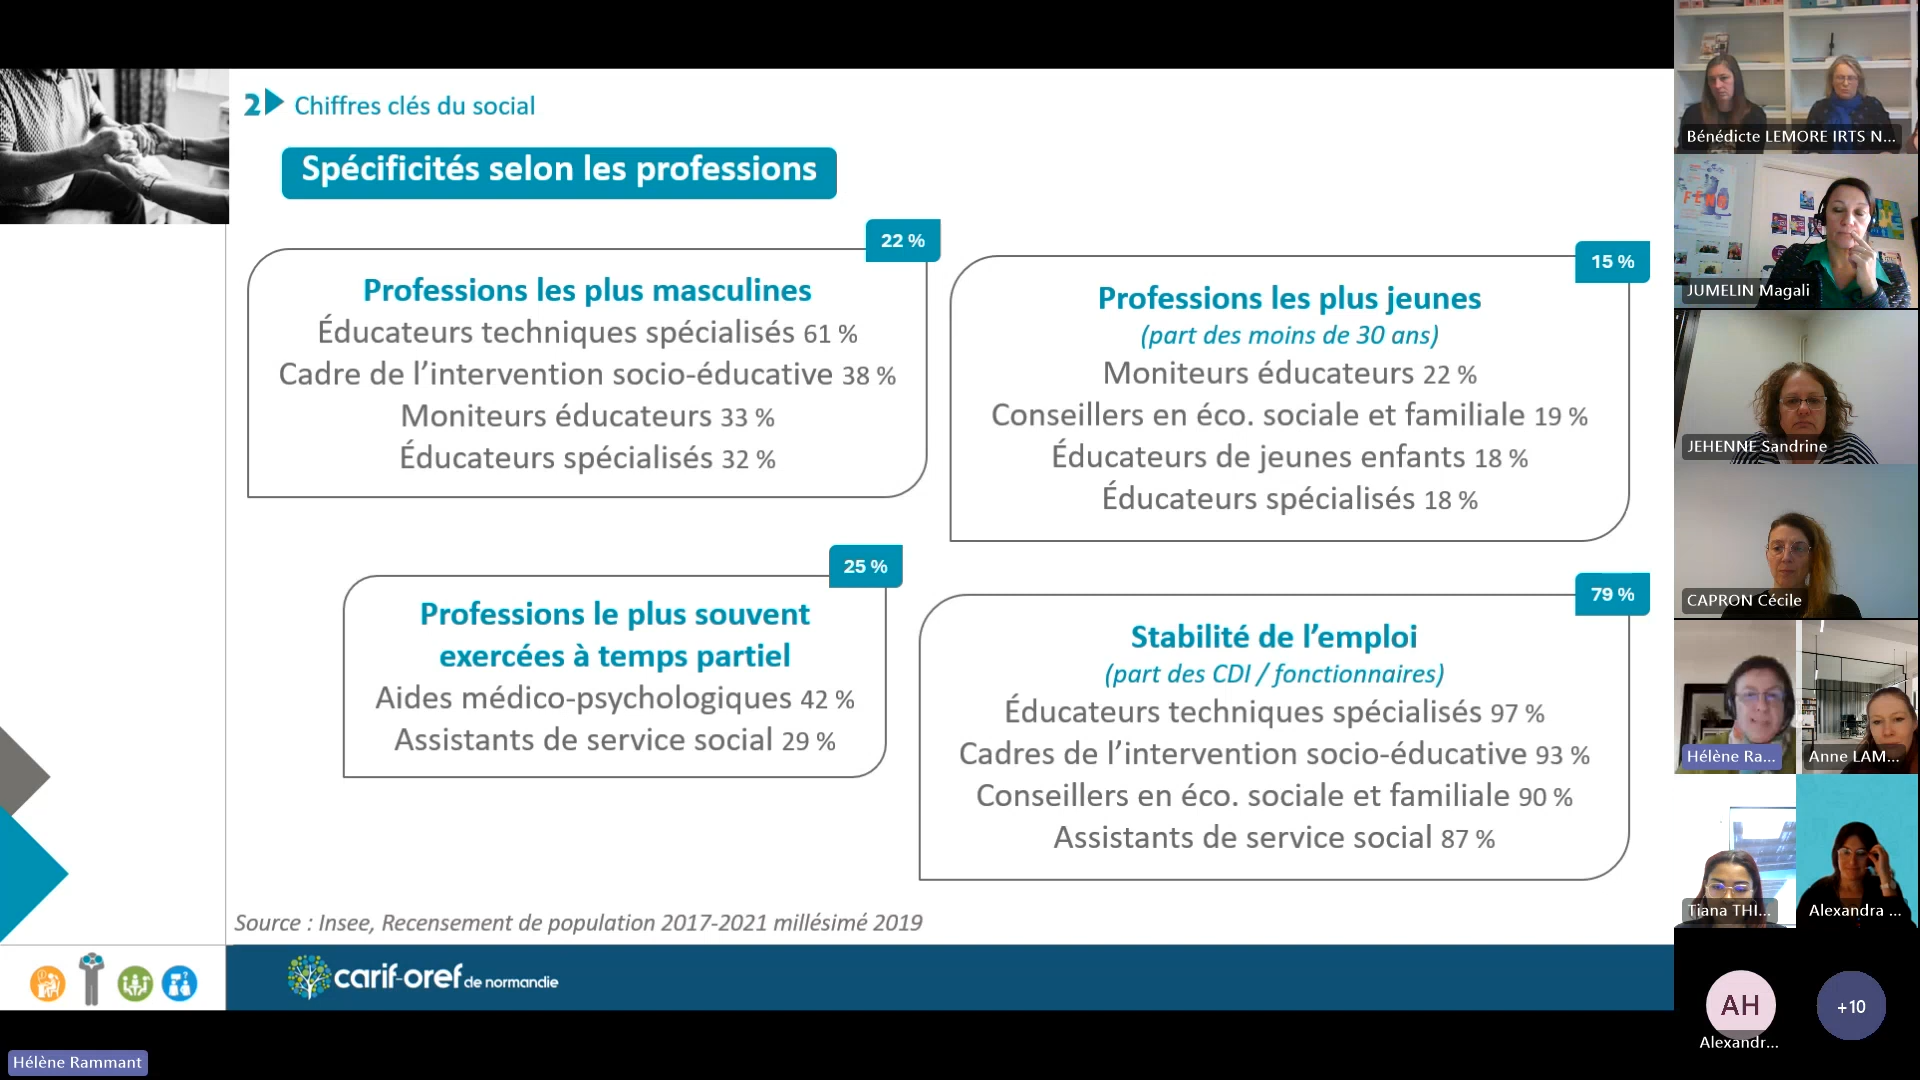 2 Chiffres clés du social
Spécificités selon les professions
22 %
Professions les plus masculines
Éducateurs techniques spécialisés 61 %
Cadre de l’intervention socio-éducative 38 %
Moniteurs éducateurs 33 %
Éducateurs spécialisés 32 %
15 %
Professions les plus jeunes
(part des moins de 30 ans)
Moniteurs éducateurs 22 %
Conseillers en éco. sociale et familiale 19 %
Éducateurs de jeunes enfants 18 %
Éducateurs spécialisés 18 %
25 %
Professions le plus souvent
exercées à temps partiel
Aides médico-psychologiques 42 %
Assistants de service social 29 %
79 %
Stabilité de l’emploi
(part des CDI / fonctionnaires)
Éducateurs techniques spécialisés 97 %
Cadres de l’intervention socio-éducative 93 %
Conseillers en éco. sociale et familiale 90 %
Assistants de service social 87 %
Source : Insee, Recensement de population 2017-2021 millésimé 2019
carif-oref de normandie
Hélène Rammant
Bénédicte LEMORE IRTS N...
JUMELIN Magali
JEHENNE Sandrine
CAPRON Cécile
Hélène Ra...
Anne LAM...
Tiana THI...
Alexandra ...
AH
+10
Alexandr...